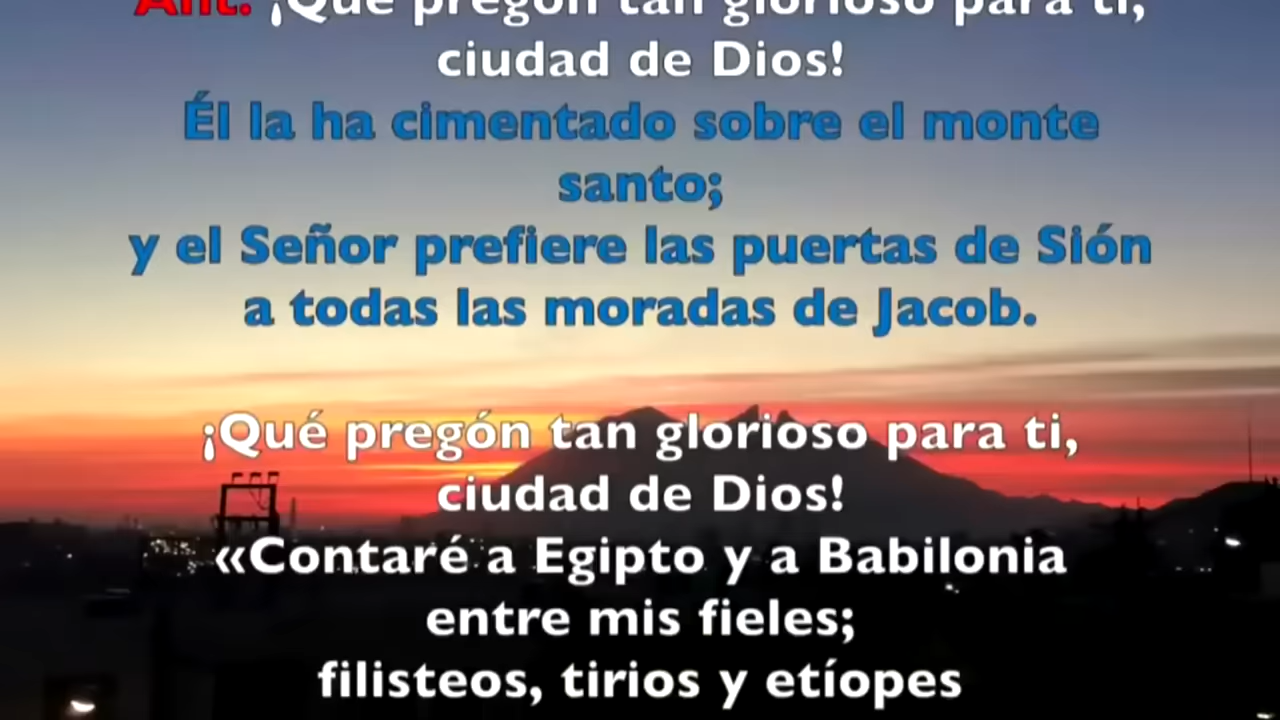 Ant. ¡Qué pregón tan glorioso para ti,
ciudad de Dios!
Él la ha cimentado sobre el monte
santo;
y el Señor prefiere las puertas de Sión
a todas las moradas de Jacob.
¡Qué pregón tan glorioso para ti,
ciudad de Dios!
«Contaré a Egipto y a Babilonia
entre mis fieles;
filisteos, tirios y etíopes